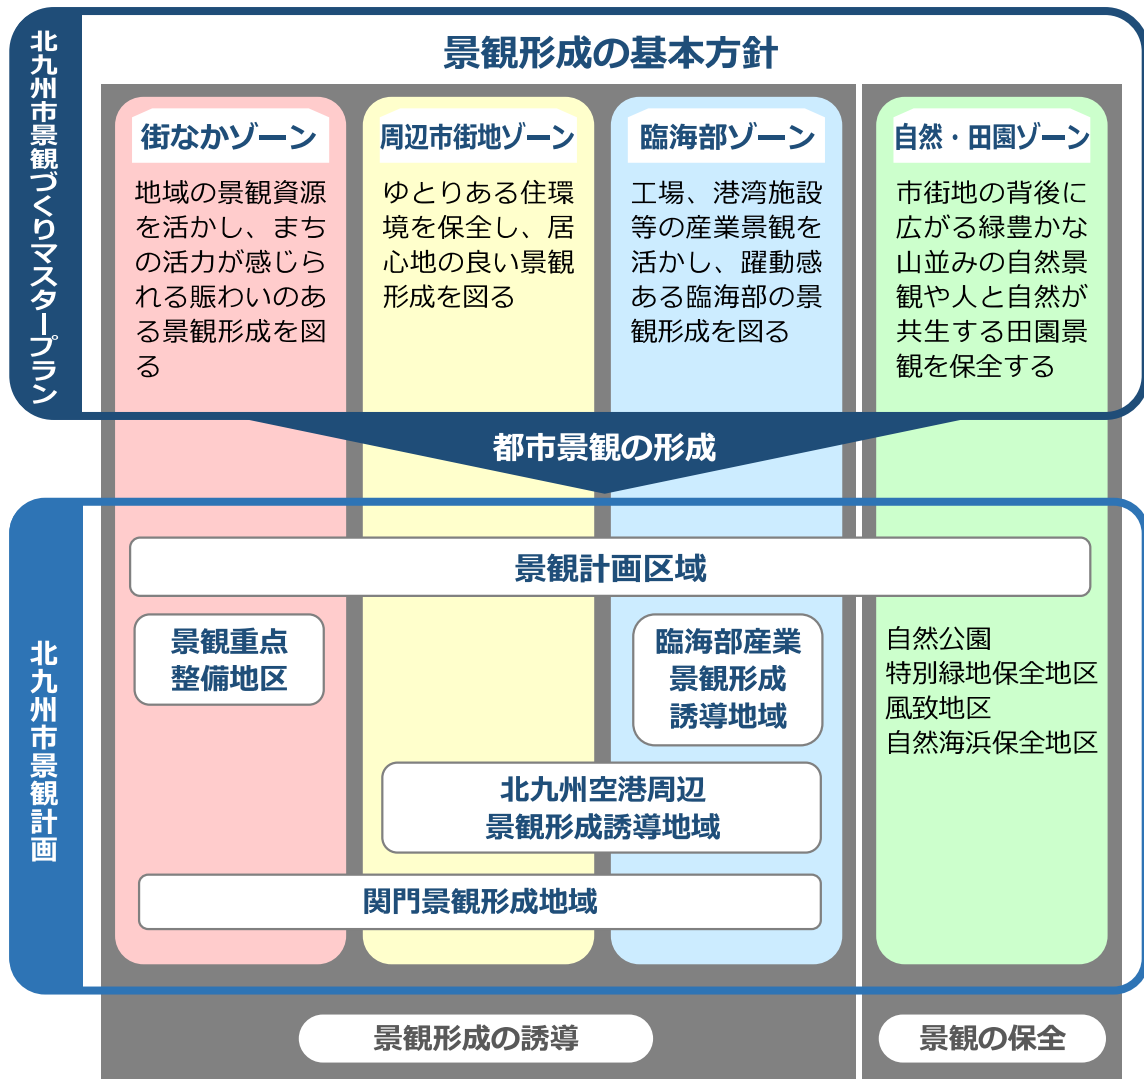 北九州市景観づくりマスタープラン
景観形成の基本方針
街なかゾーン
地域の景観資源
を活かし、まち
の活力が感じら
れる賑わいのあ
る景観形成を図
る
周辺市街地ゾーン
ゆとりある住環
境を保全し、居
心地の良い景観
形成を図る
臨海部ゾーン
工場、港湾施設
等の産業景観を
活かし、躍動感
ある臨海部の景
観形成を図る
自然・田園ゾーン
市街地の背後に
広がる緑豊かな
山並みの自然景
観や人と自然が
共生する田園景
観を保全する
都市景観の形成
北九州市景観計画
景観計画区域
景観重点
整備地区
臨海部産業
景観形成
誘導地域
自然公園
特別緑地保全地区
風致地区
自然海浜保全地区
北九州空港周辺
景観形成誘導地域
関門景観形成地域
景観形成の誘導
景観の保全